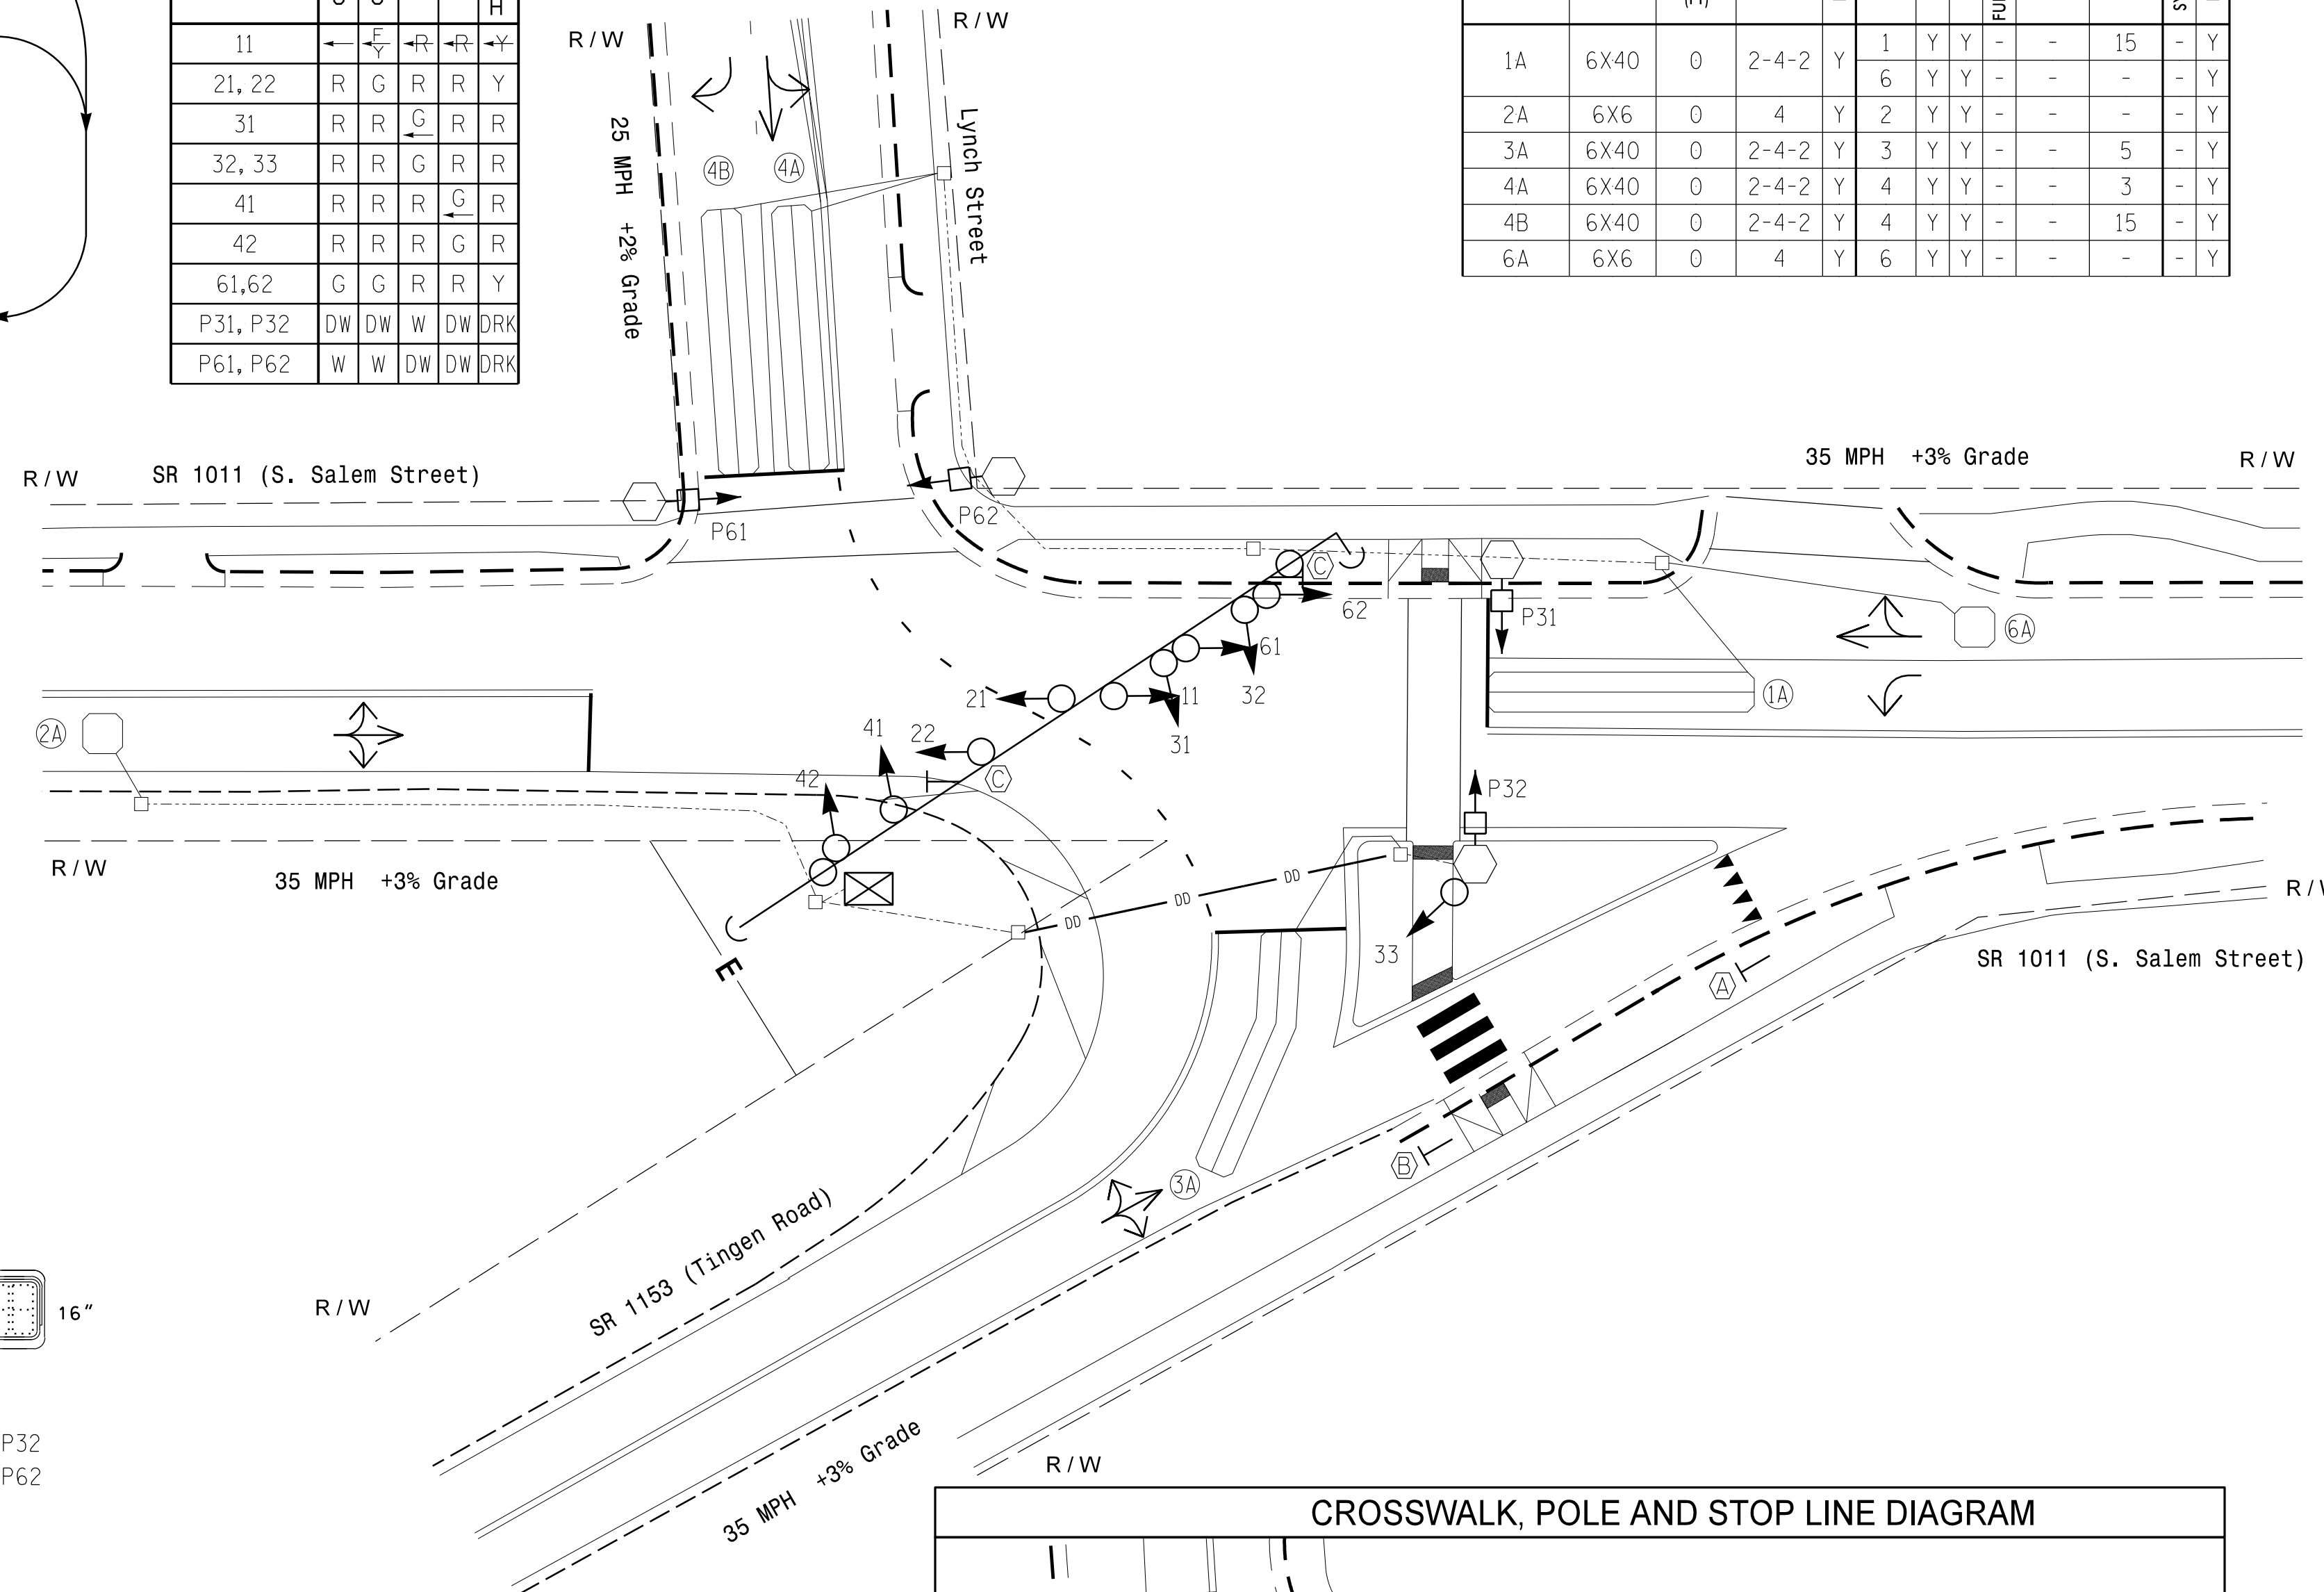 H
11 F Y R R Y
21, 22 R G R R Y
31 R R G R R
32, 33 R R G R R
41 R R R G R
42 R R R G R
61,62 G G R R Y
P31, P32 DW DW W DW DRK
P61, P62 W W DW DW DRK
1A 6X40 0 2-4-2 Y 1 Y Y - - 15 - Y
6 Y Y - - - - Y
2A 6X6 0 4 Y 2 Y Y - - - - Y
3A 6X40 0 2-4-2 Y 3 Y Y - - 5 - Y
4A 6X40 0 2-4-2 Y 4 Y Y - - 3 - Y
4B 6X40 0 2-4-2 Y 4 Y Y - - 15 - Y
6A 6X6 0 4 Y 6 Y Y - - - - Y
R/W
R/W
25 MPH +2% Grade
Lynch Street
4B
4A
R/W
SR 1011 (S. Salem Street)
35 MPH +3% Grade
R/W
P61
P62
C
62
P31
6A
61
32
21
11
1A
31
2A
41
22
42
C
P32
R/W
35 MPH +3% Grade
DD
DD
DD
33
E
A
SR 1011 (S. Salem Street)
B
3A
SR 1153 (Tingen Road)
R/W
16"
35 MPH +3% Grade
P32
P62
R/W
CROSSWALK, POLE AND STOP LINE DIAGRAM